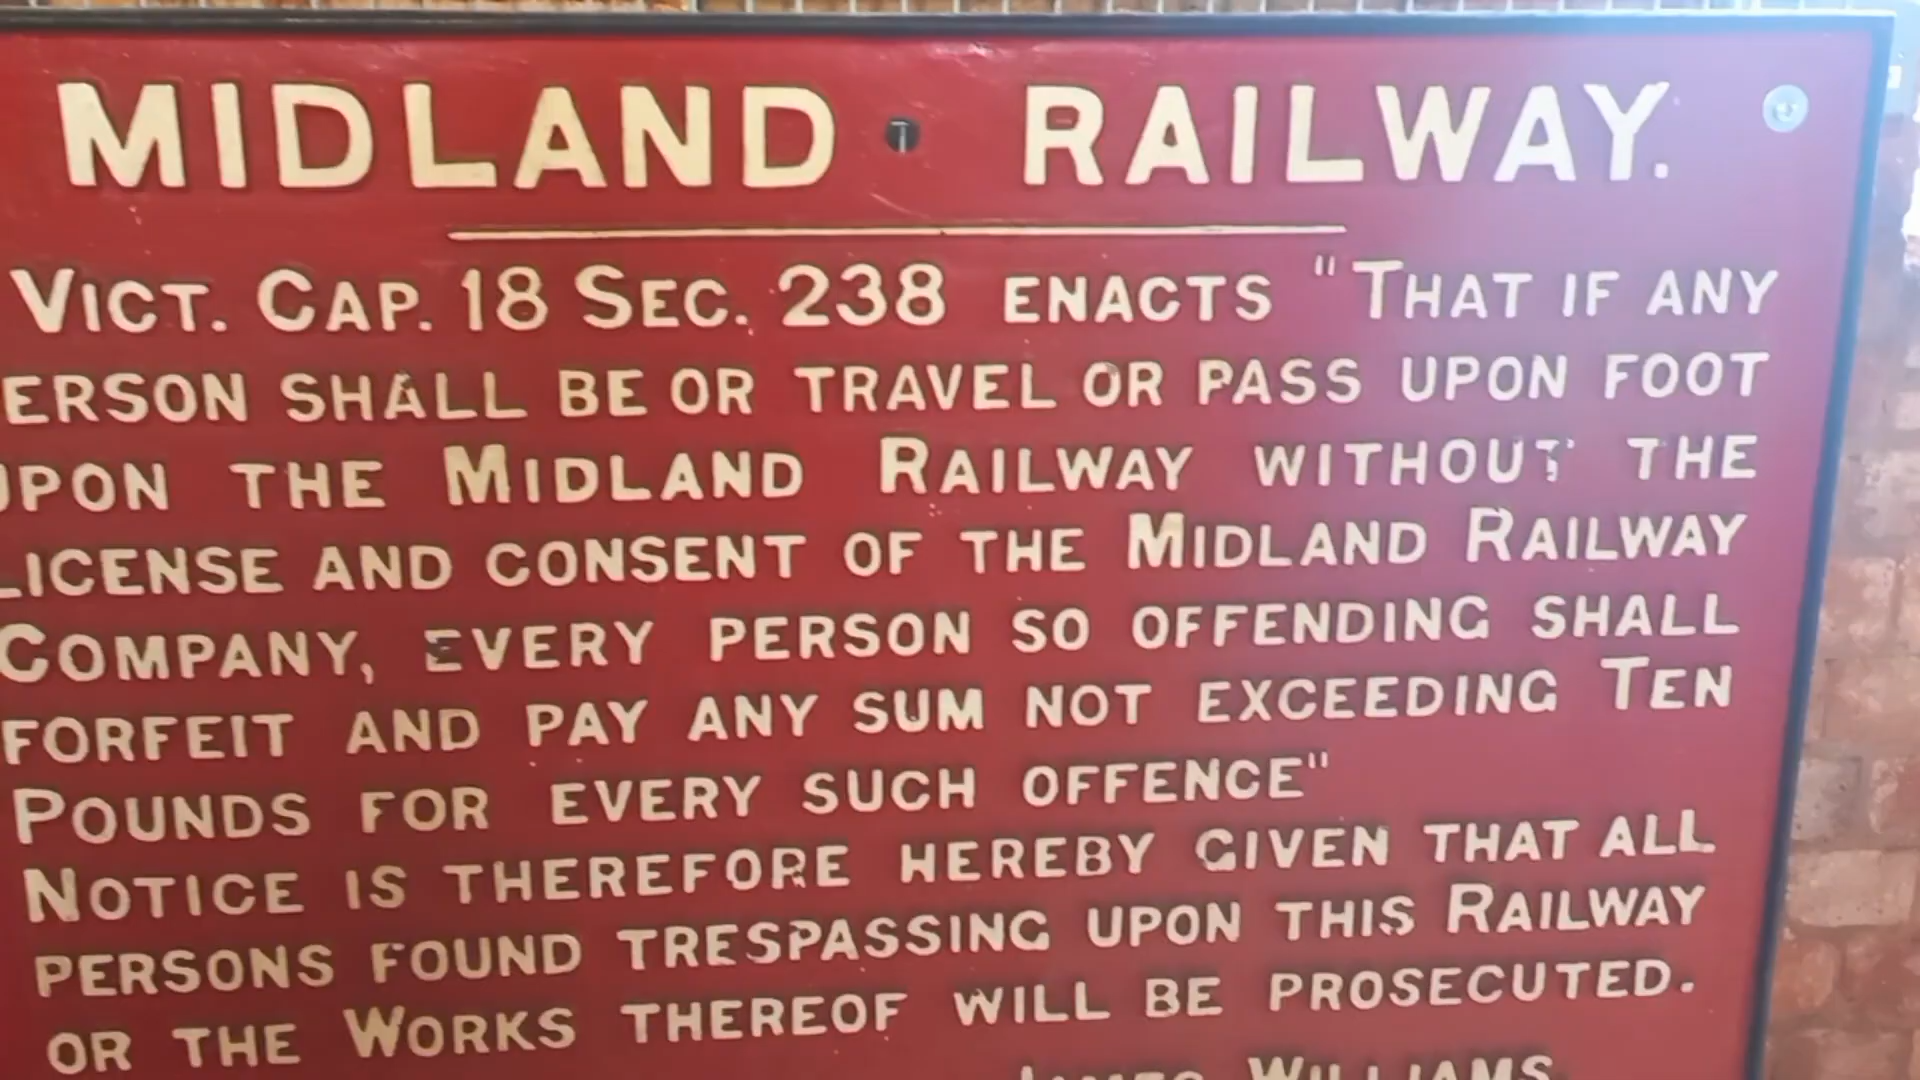 MIDLAND RAILWAY.
VICT. CAP. 18 SEC. 238 ENACTS "THAT IF ANY
ERSON SHALL BE OR TRAVEL OR PASS UPON FOOT
UPON THE MIDLAND RAILWAY WITHOUT THE
LICENSE AND CONSENT OF THE MIDLAND RAILWAY
COMPANY, EVERY PERSON SO OFFENDING SHALL
FORFEIT AND PAY ANY SUM NOT EXCEEDING TEN
POUNDS FOR EVERY SUCH OFFENCE"
NOTICE IS THEREFORE HEREBY GIVEN THAT ALL
PERSONS FOUND TRESPASSING UPON THIS RAILWAY
OR THE WORKS THEREOF WILL BE PROSECUTED.
JAMES WILLIAMS